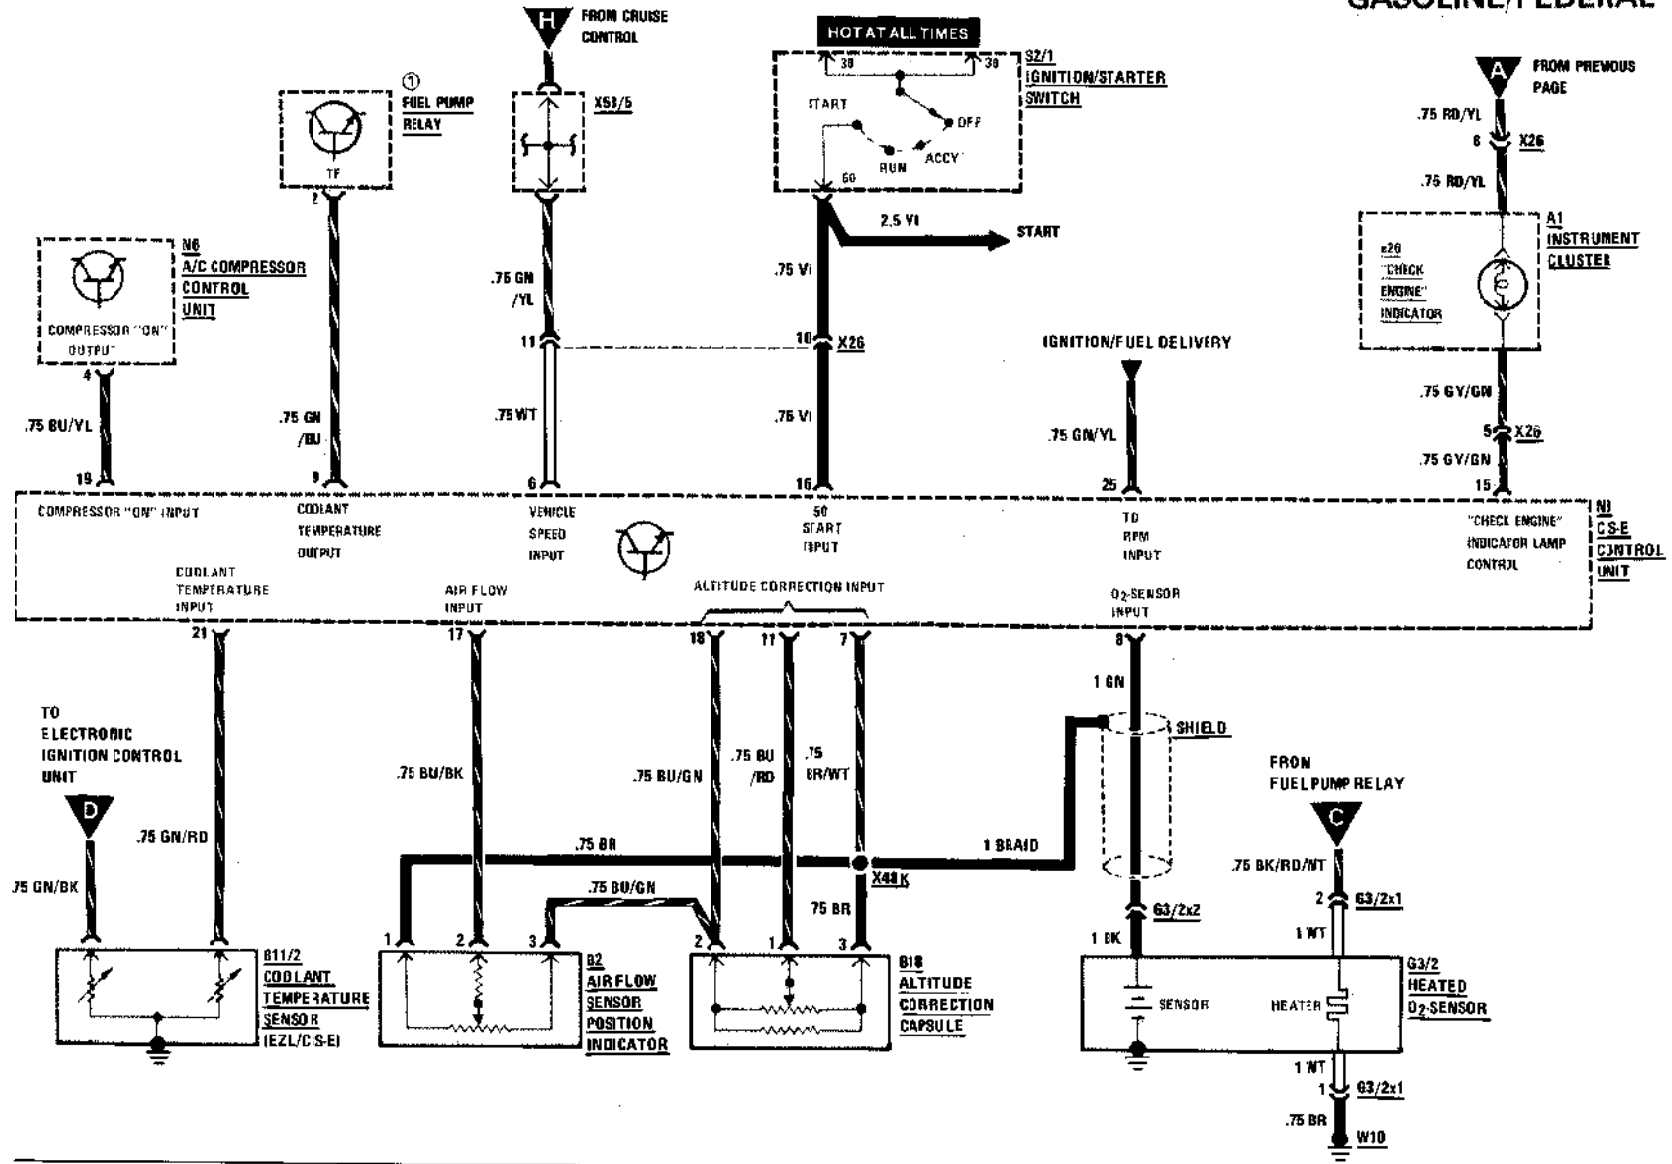 GASOLINE/FEDERAL
H
FROM CRUISE
CONTROL
HOT AT ALL TIMES
30
30
S2/1
IGNITION/STARTER
SWITCH
START
OFF
ACCY
RUN
50
A
FROM PREVIOUS
PAGE
.75 RD/YL
6
X26
.75 RD/YL
1
FUEL PUMP
RELAY
TF
2
X53/5
2.5 VI
START
A1
INSTRUMENT
CLUSTER
e26
"CHECK
ENGINE"
INDICATOR
N6
A/C COMPRESSOR
CONTROL
UNIT
COMPRESSOR "ON"
OUTPUT
4
.75 BU/YL
19
.75 GN
/BU
9
.75 GN
/YL
11
.75 WT
6
.75 VI
10
X26
.75 VI
16
IGNITION/FUEL DELIVERY
.75 GN/YL
25
.75 GY/GN
5
X26
.75 GY/GN
15
COMPRESSOR "ON" INPUT
COOLANT
TEMPERATURE
OUTPUT
VEHICLE
SPEED
INPUT
50
START
INPUT
TD
RPM
INPUT
"CHECK ENGINE"
INDICATOR LAMP
CONTROL
CONTROL
UNIT
COOLANT
TEMPERATURE
INPUT
AIR FLOW
INPUT
ALTITUDE CORRECTION INPUT
O2-SENSOR
INPUT
21
17
18
11
7
8
TO
ELECTRONIC
IGNITION CONTROL
UNIT
D
.75 GN/BK
.75 GN/RD
.75 BU/BK
.75 BU/GN
.75 BU
/RD
.75
BR/WT
1 GN
SHIELD
FROM
FUEL PUMP RELAY
C
.75 BK/RD/WT
.75 BR
1 BRAID
.75 BU/GN
.75 BR
G3/2x2
1 BK
2
G3/2x1
1 WT
1
2
3
2
1
3
B11/2
COOLANT
TEMPERATURE
SENSOR
(EZL/CIS-E)
B2
AIRFLOW
SENSOR
POSITION
INDICATOR
B18
ALTITUDE
CORRECTION
CAPSULE
SENSOR
HEATER
G3/2
HEATED
O2-SENSOR
1 WT
1
G3/2x1
.75 BR
W10